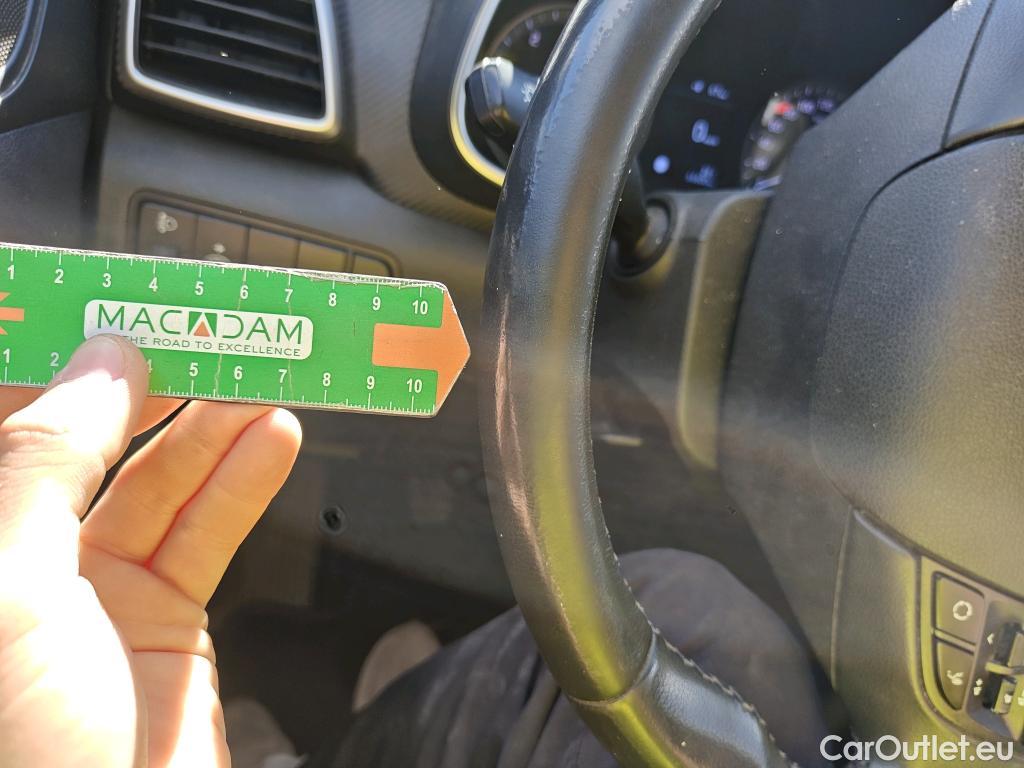 1 2 3 4 5 6 7 8 9 10
MACADAM
THE ROAD TO EXCELLENCE
1 2 4 5 6 7 8 9 10
CarOutlet.eu